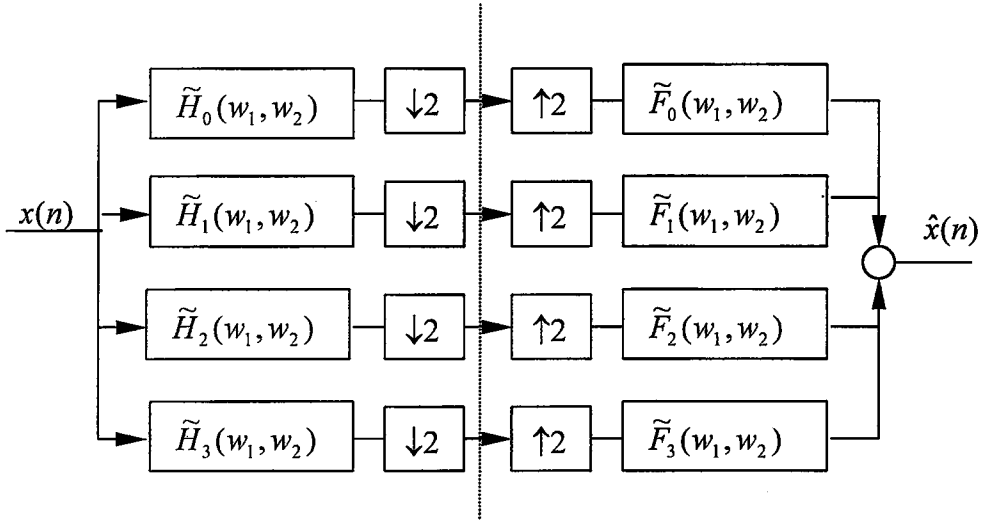 H̃₀(w₁,w₂) ↓2 ↑2 F̃₀(w₁,w₂)
x(n) H̃₁(w₁,w₂) ↓2 ↑2 F̃₁(w₁,w₂) x̂(n)
H̃₂(w₁,w₂) ↓2 ↑2 F̃₂(w₁,w₂)
H̃₃(w₁,w₂) ↓2 ↑2 F̃₃(w₁,w₂)